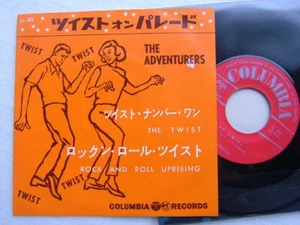 ツイスト オン パレード
THE
ADVENTURERS
TWIST
TWIST
TWIST
TWIST
TWIST
ツイスト・ナンバー・ワン
THE TWIST
ロックン・ロール・ツイスト
ROCK AND ROLL UPRISING
COLUMBIA RECORDS
COLUMBIA